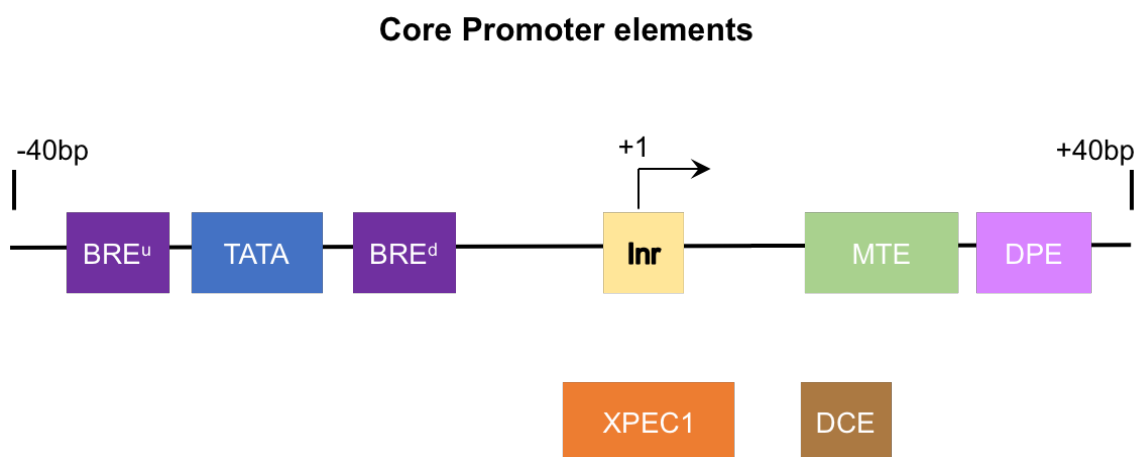 Core Promoter elements
-40bp
+1
+40bp
BREᵘ
TATA
BREᵈ
Inr
MTE
DPE
XPEC1
DCE